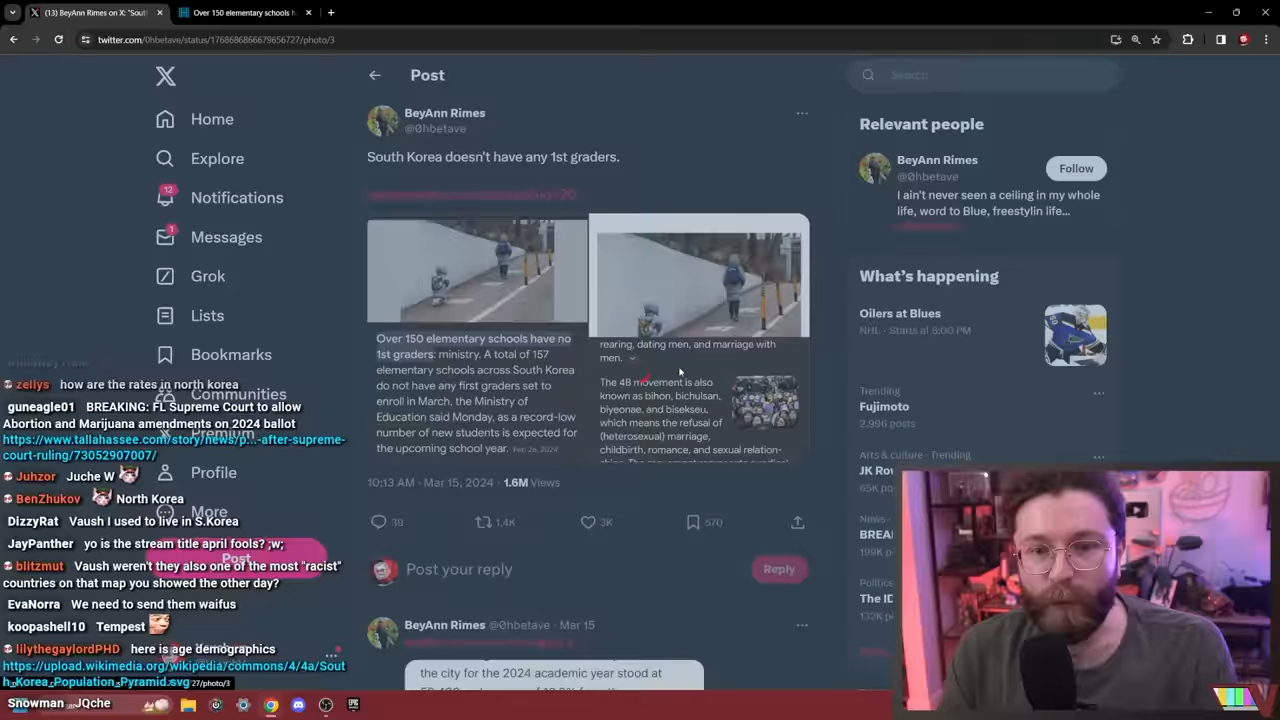 (13) BeyAnn Rimes on X: "Sout
Over 150 elementary schools h
twitter.com/0hbetave/status/1768686866679656727/photo/3
Home
Explore
12
Notifications
1
Messages
Grok
Lists
Bookmarks
Communities
Premium
Profile
More
Post
Post
BeyAnn Rimes
@0hbetave
South Korea doesn't have any 1st graders.
Over 150 elementary schools have no
1st graders: ministry. A total of 157
elementary schools across South Korea
do not have any first graders set to
enroll in March, the Ministry of
Education said Monday, as a record-low
number of new students is expected for
the upcoming school year. Feb 26, 2024
rearing, dating men, and marriage with
men.
The 4B movement is also
known as bihon, bichulsan,
biyeonae, and bisekseu,
which means the refusal of
(heterosexual) marriage,
childbirth, romance, and sexual relation-
10:13 AM · Mar 15, 2024 · 1.6M Views
39
1.4K
3K
570
Post your reply
Reply
BeyAnn Rimes @0hbetave · Mar 15
the city for the 2024 academic year stood at
Search
Relevant people
BeyAnn Rimes
@0hbetave
Follow
I ain't never seen a ceiling in my whole
life, word to Blue, freestylin life...
What's happening
Oilers at Blues
NHL · Starts at 8:00 PM
Trending
Fujimoto
2,996 posts
Arts & culture · Trending
JK Row
65K po
News ·
BREA
199K p
Politics
The ID
132K p
zellys how are the rates in north korea
guneagle01 BREAKING: FL Supreme Court to allow
Abortion and Marijuana amendments on 2024 ballot
https://www.tallahassee.com/story/news/p...-after-supreme-
court-ruling/73052907007/
Juhzor Juche W
BenZhukov North Korea
DizzyRat Vaush I used to live in S.Korea
JayPanther yo is the stream title april fools? ;w;
blitzmut Vaush weren't they also one of the most "racist"
countries on that map you showed the other day?
EvaNorra We need to send them waifus
koopashell10 Tempest
lilythegaylordPHD here is age demographics
https://upload.wikimedia.org/wikipedia/commons/4/4a/Sout
h_Korea_Population_Pyramid.svg
27/photo/3
Snowman JQche